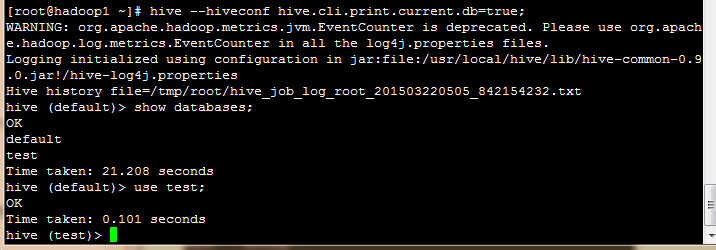 [root@hadoop1 ~]# hive --hiveconf hive.cli.print.current.db=true;
WARNING: org.apache.hadoop.metrics.jvm.EventCounter is deprecated. Please use org.apach
e.hadoop.log.metrics.EventCounter in all the log4j.properties files.
Logging initialized using configuration in jar:file:/usr/local/hive/lib/hive-common-0.9
.0.jar!/hive-log4j.properties
Hive history file=/tmp/root/hive_job_log_root_201503220505_842154232.txt
hive (default)> show databases;
OK
default
test
Time taken: 21.208 seconds
hive (default)> use test;
OK
Time taken: 0.101 seconds
hive (test)>